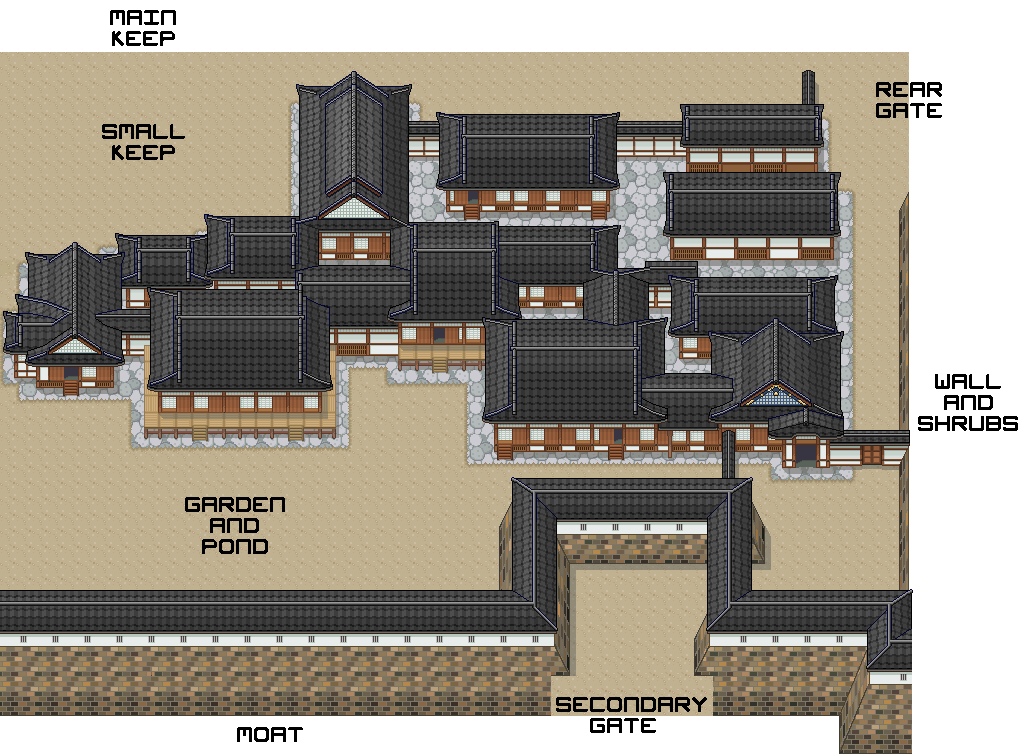 MAIN
KEEP
REAR
GATE
SMALL
KEEP
WALL
AND
SHRUBS
GARDEN
AND
POND
SECONDARY
GATE
MOAT